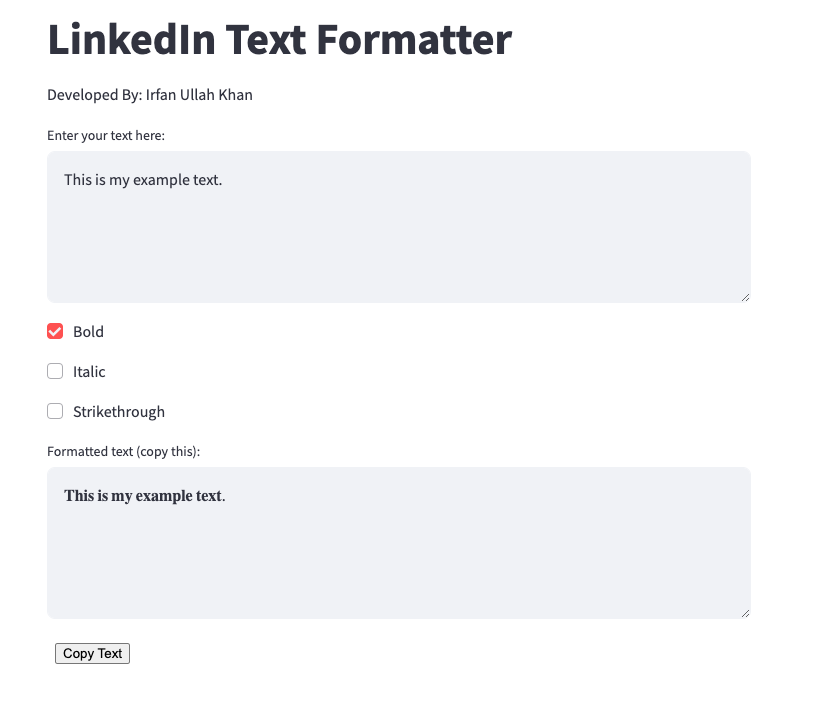 LinkedIn Text Formatter
Developed By: Irfan Ullah Khan
Enter your text here:
This is my example text.
Bold
Italic
Strikethrough
Formatted text (copy this):
𝐓𝐡𝐢𝐬 𝐢𝐬 𝐦𝐲 𝐞𝐱𝐚𝐦𝐩𝐥𝐞 𝐭𝐞𝐱𝐭.
Copy Text